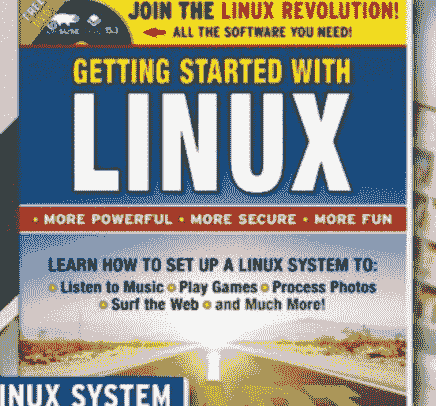 JOIN THE LINUX REVOLUTION!
ALL THE SOFTWARE YOU NEED!
GETTING STARTED WITH
LINUX
• MORE POWERFUL • MORE SECURE • MORE FUN
LEARN HOW TO SET UP A LINUX SYSTEM TO:
Listen to Music Play Games Process Photos
Surf the Web and and Much More!
INUX SYSTEM